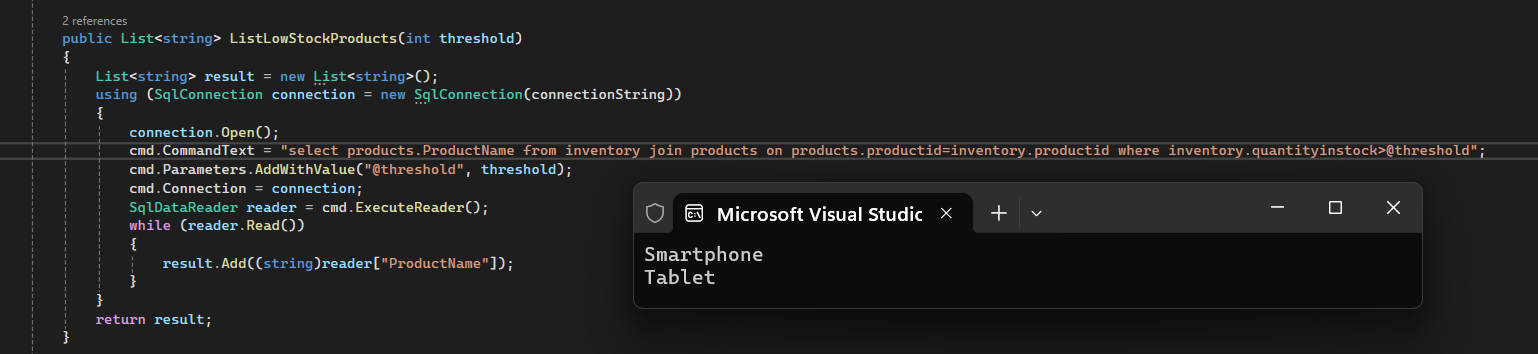 2 references
public List<string> ListLowStockProducts(int threshold)
{
List<string> result = new List<string>();
using (SqlConnection connection = new SqlConnection(connectionString))
{
connection.Open();
cmd.CommandText = "select products.ProductName from inventory join products on products.productid=inventory.productid where inventory.quantityinstock>@threshold";
cmd.Parameters.AddWithValue("@threshold", threshold);
cmd.Connection = connection;
SqlDataReader reader = cmd.ExecuteReader();
while (reader.Read())
{
result.Add((string)reader["ProductName"]);
}
}
return result;
}
Microsoft Visual Studic
Smartphone
Tablet